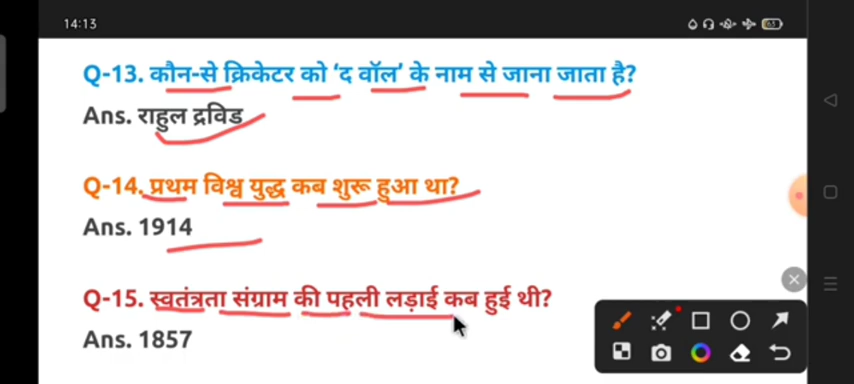 14:13
Q-13. कौन-से क्रिकेटर को ‘द वॉल’ के नाम से जाना जाता है?
Ans. राहुल द्रविड
Q-14. प्रथम विश्व युद्ध कब शुरू हुआ था?
Ans. 1914
Q-15. स्वतंत्रता संग्राम की पहली लड़ाई कब हुई थी?
Ans. 1857